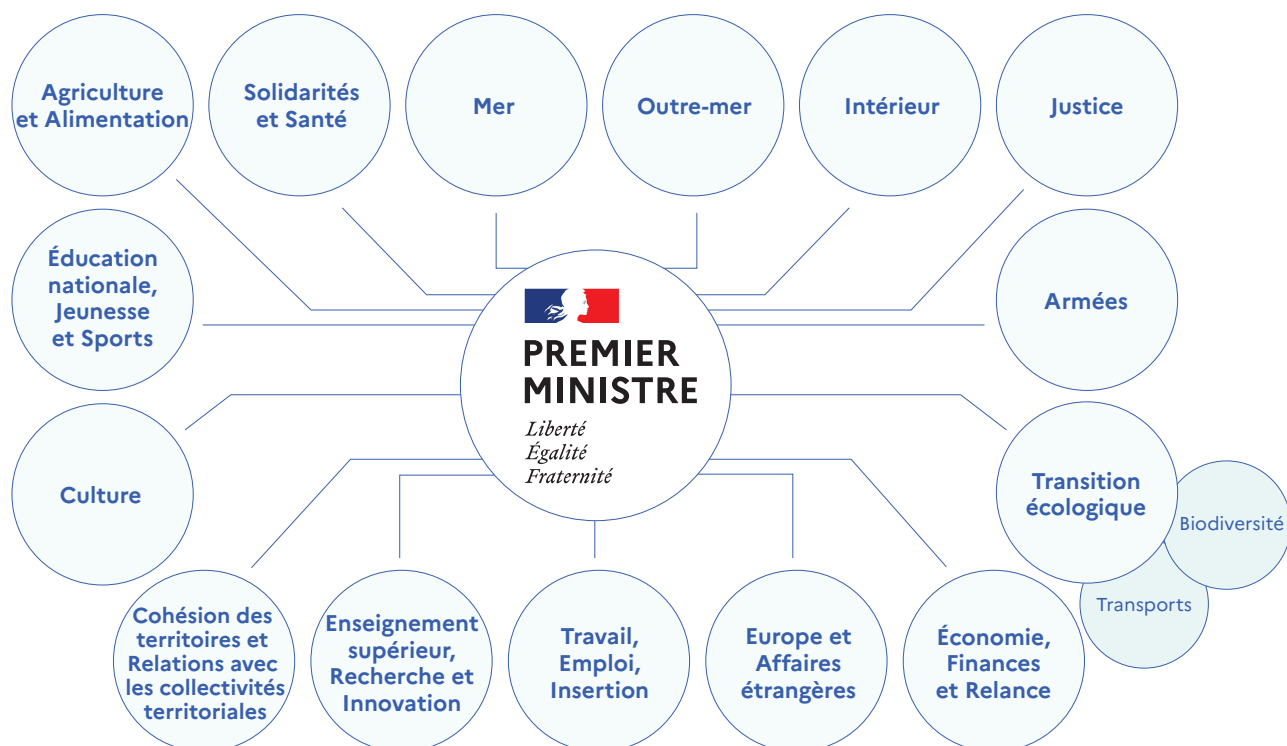 Agriculture
et Alimentation
Solidarités
et Santé
Mer
Outre-mer
Intérieur
Justice
Éducation
nationale,
Jeunesse
et Sports
PREMIER
MINISTRE
Liberté
Égalité
Fraternité
Armées
Culture
Transition
écologique
Biodiversité
Transports
Cohésion des
territoires et
Relations avec
les collectivités
territoriales
Enseignement
supérieur,
Recherche et
Innovation
Travail,
Emploi,
Insertion
Europe et
Affaires
étrangères
Économie,
Finances
et Relance